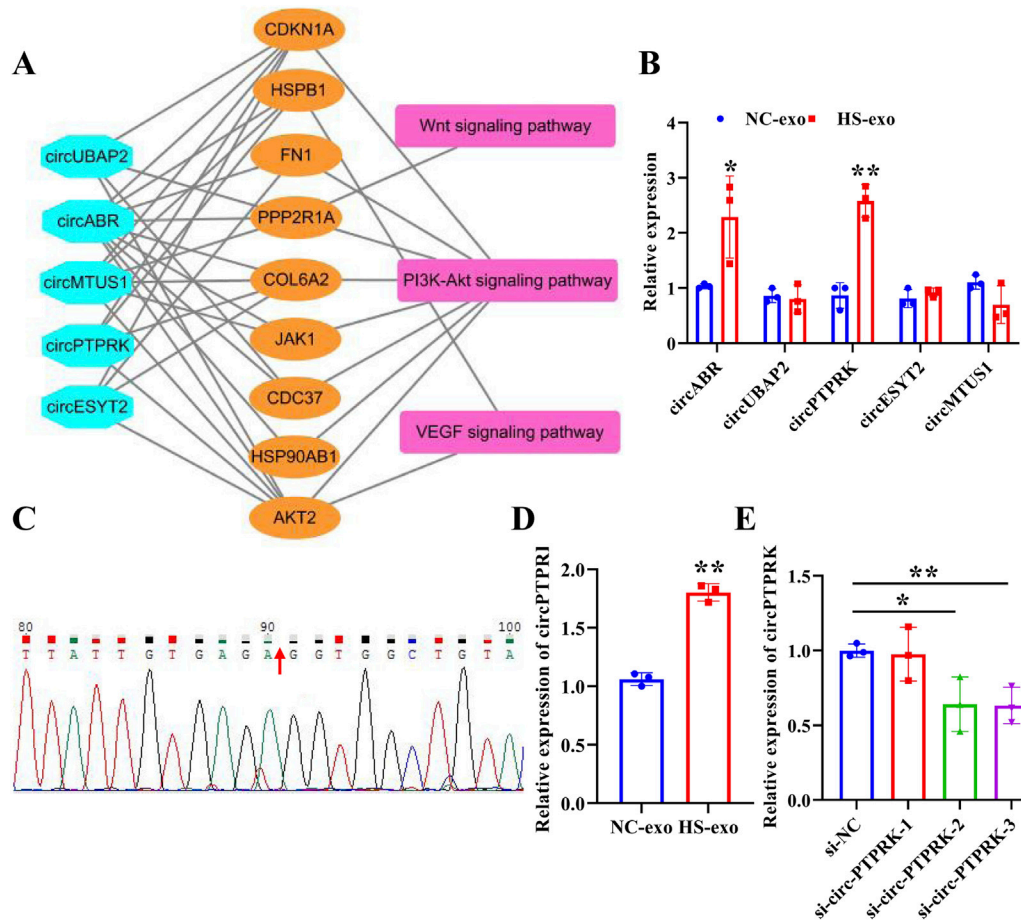 A
CDKN1A
HSPB1
FN1
PPP2R1A
COL6A2
JAK1
CDC37
HSP90AB1
AKT2
circUBAP2
circABR
circMTUS1
circPTPRK
circESYT2
Wnt signaling pathway
PI3K-Akt signaling pathway
VEGF signaling pathway
B
NC-exo HS-exo
Relative expression
6
4
2
1
0
* **
circABR
circUBAP2
circPTPRK
circESYT2
circMTUS1
C
80 90 100
T T A T T G T G A G A G G T G G C T G T A
D
Relative expression of circPTPRI
2.0
1.5
1.0
0.5
0.0
**
NC-exo HS-exo
E
Relative expression of circPTPRK
1.5
1.0
0.5
0.0
**
*
si-NC
si-circ-PTPRK-1
si-circ-PTPRK-2
si-circ-PTPRK-3